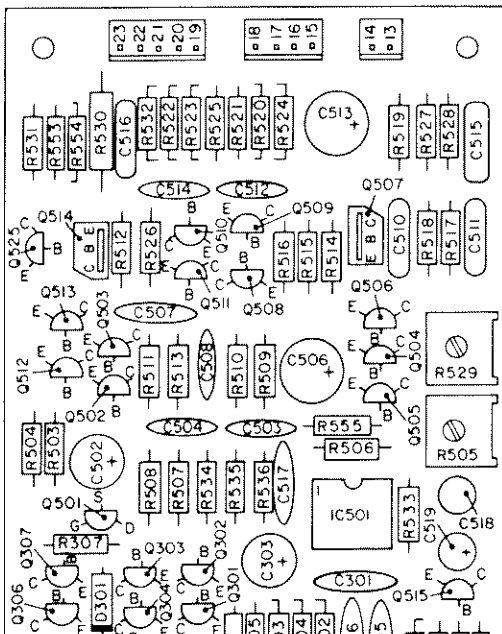 23 22 21 20 19 18 17 16 15 14 13
R531 R553 R554 R530 C516 R532 R522 R523 R525 R521 R520 R524 C513 + R519 R527 R528 C515
C514 C512 Q507
Q525 C B E Q514 E B C R512 R526 B E C Q510 C E B Q509 R516 R515 R514 E B C C510 R518 R517 C511
E B C Q511 E B C Q508
Q513 E C B Q503 C507 Q506 E C B
Q512 E C B E C B R511 R513 C508 R510 R509 C506 + E C B Q504 R529
Q502 E C B E C B Q505
R504 R503 C502 + C504 C503 R555 R506 R505
Q501 S G D R508 R507 R534 R535 R536 C517 1 IC501 R533 C518
Q307 R307 B Q303 B Q302 B C303 + C519 +
C E C E E C C301 E C B Q515
Q306 B C E D301 Q304 B C E Q301 B E C